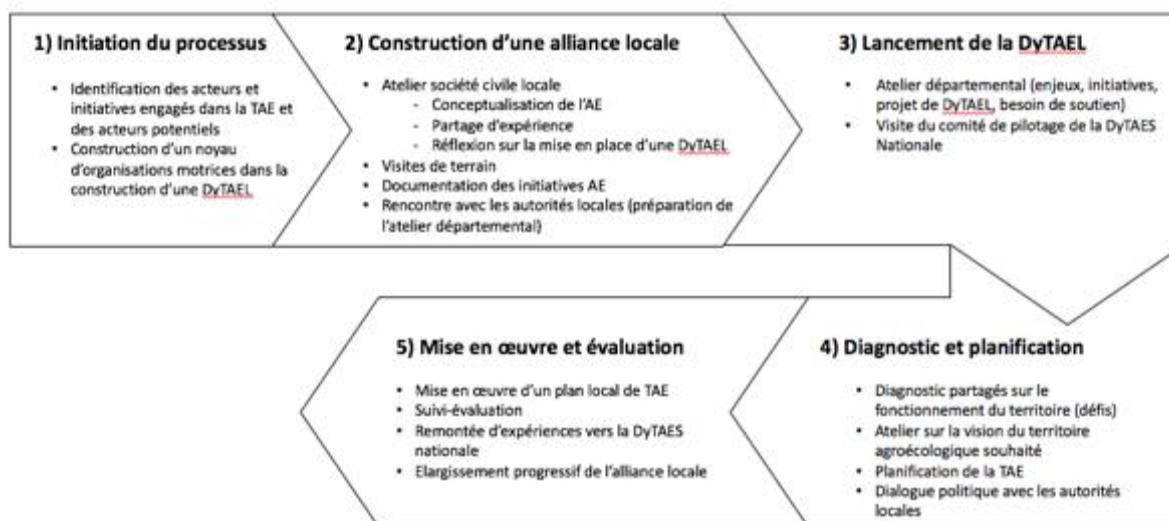 1) Initiation du processus
• Identification des acteurs et
initiatives engagés dans la TAE et
des acteurs potentiels
• Construction d'un noyau
d'organisations motrices dans la
construction d'une DyTAEL
2) Construction d'une alliance locale
• Atelier société civile locale
- Conceptualisation de l'AE
- Partage d'expérience
- Réflexion sur la mise en place d'une DyTAEL
• Visites de terrain
• Documentation des initiatives AE
• Rencontre avec les autorités locales (préparation de
l'atelier départemental)
3) Lancement de la DyTAEL
• Atelier départemental (enjeux, initiatives,
projet de DyTAEL, besoin de soutien)
• Visite du comité de pilotage de la DyTAES
Nationale
4) Diagnostic et planification
• Diagnostic partagés sur le
fonctionnement du territoire (défis)
• Atelier sur la vision du territoire
agroécologique souhaité
• Planification de la TAE
• Dialogue politique avec les autorités
locales
5) Mise en œuvre et évaluation
• Mise en œuvre d'un plan local de TAE
• Suivi-évaluation
• Remontée d'expériences vers la DyTAES
nationale
• Elargissement progressif de l'alliance locale